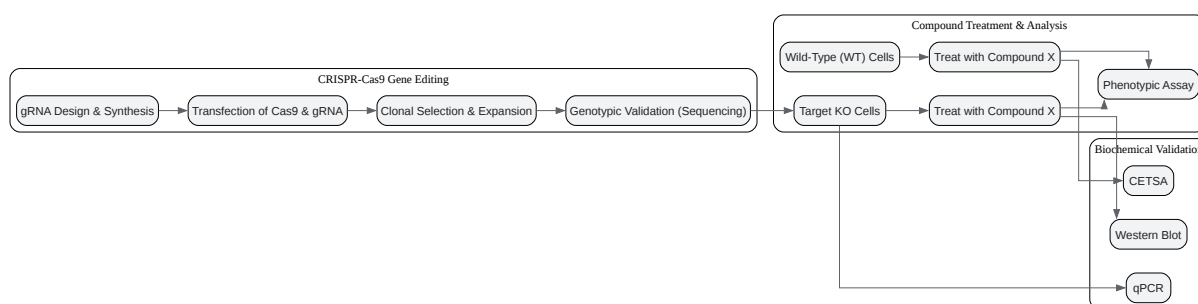 Compound Treatment & Analysis
Wild-Type (WT) Cells
Treat with Compound X
Phenotypic Assay
CRISPR-Cas9 Gene Editing
gRNA Design & Synthesis
Transfection of Cas9 & gRNA
Clonal Selection & Expansion
Genotypic Validation (Sequencing)
Target KO Cells
Treat with Compound X
Biochemical Validation
CETSA
Western Blot
qPCR